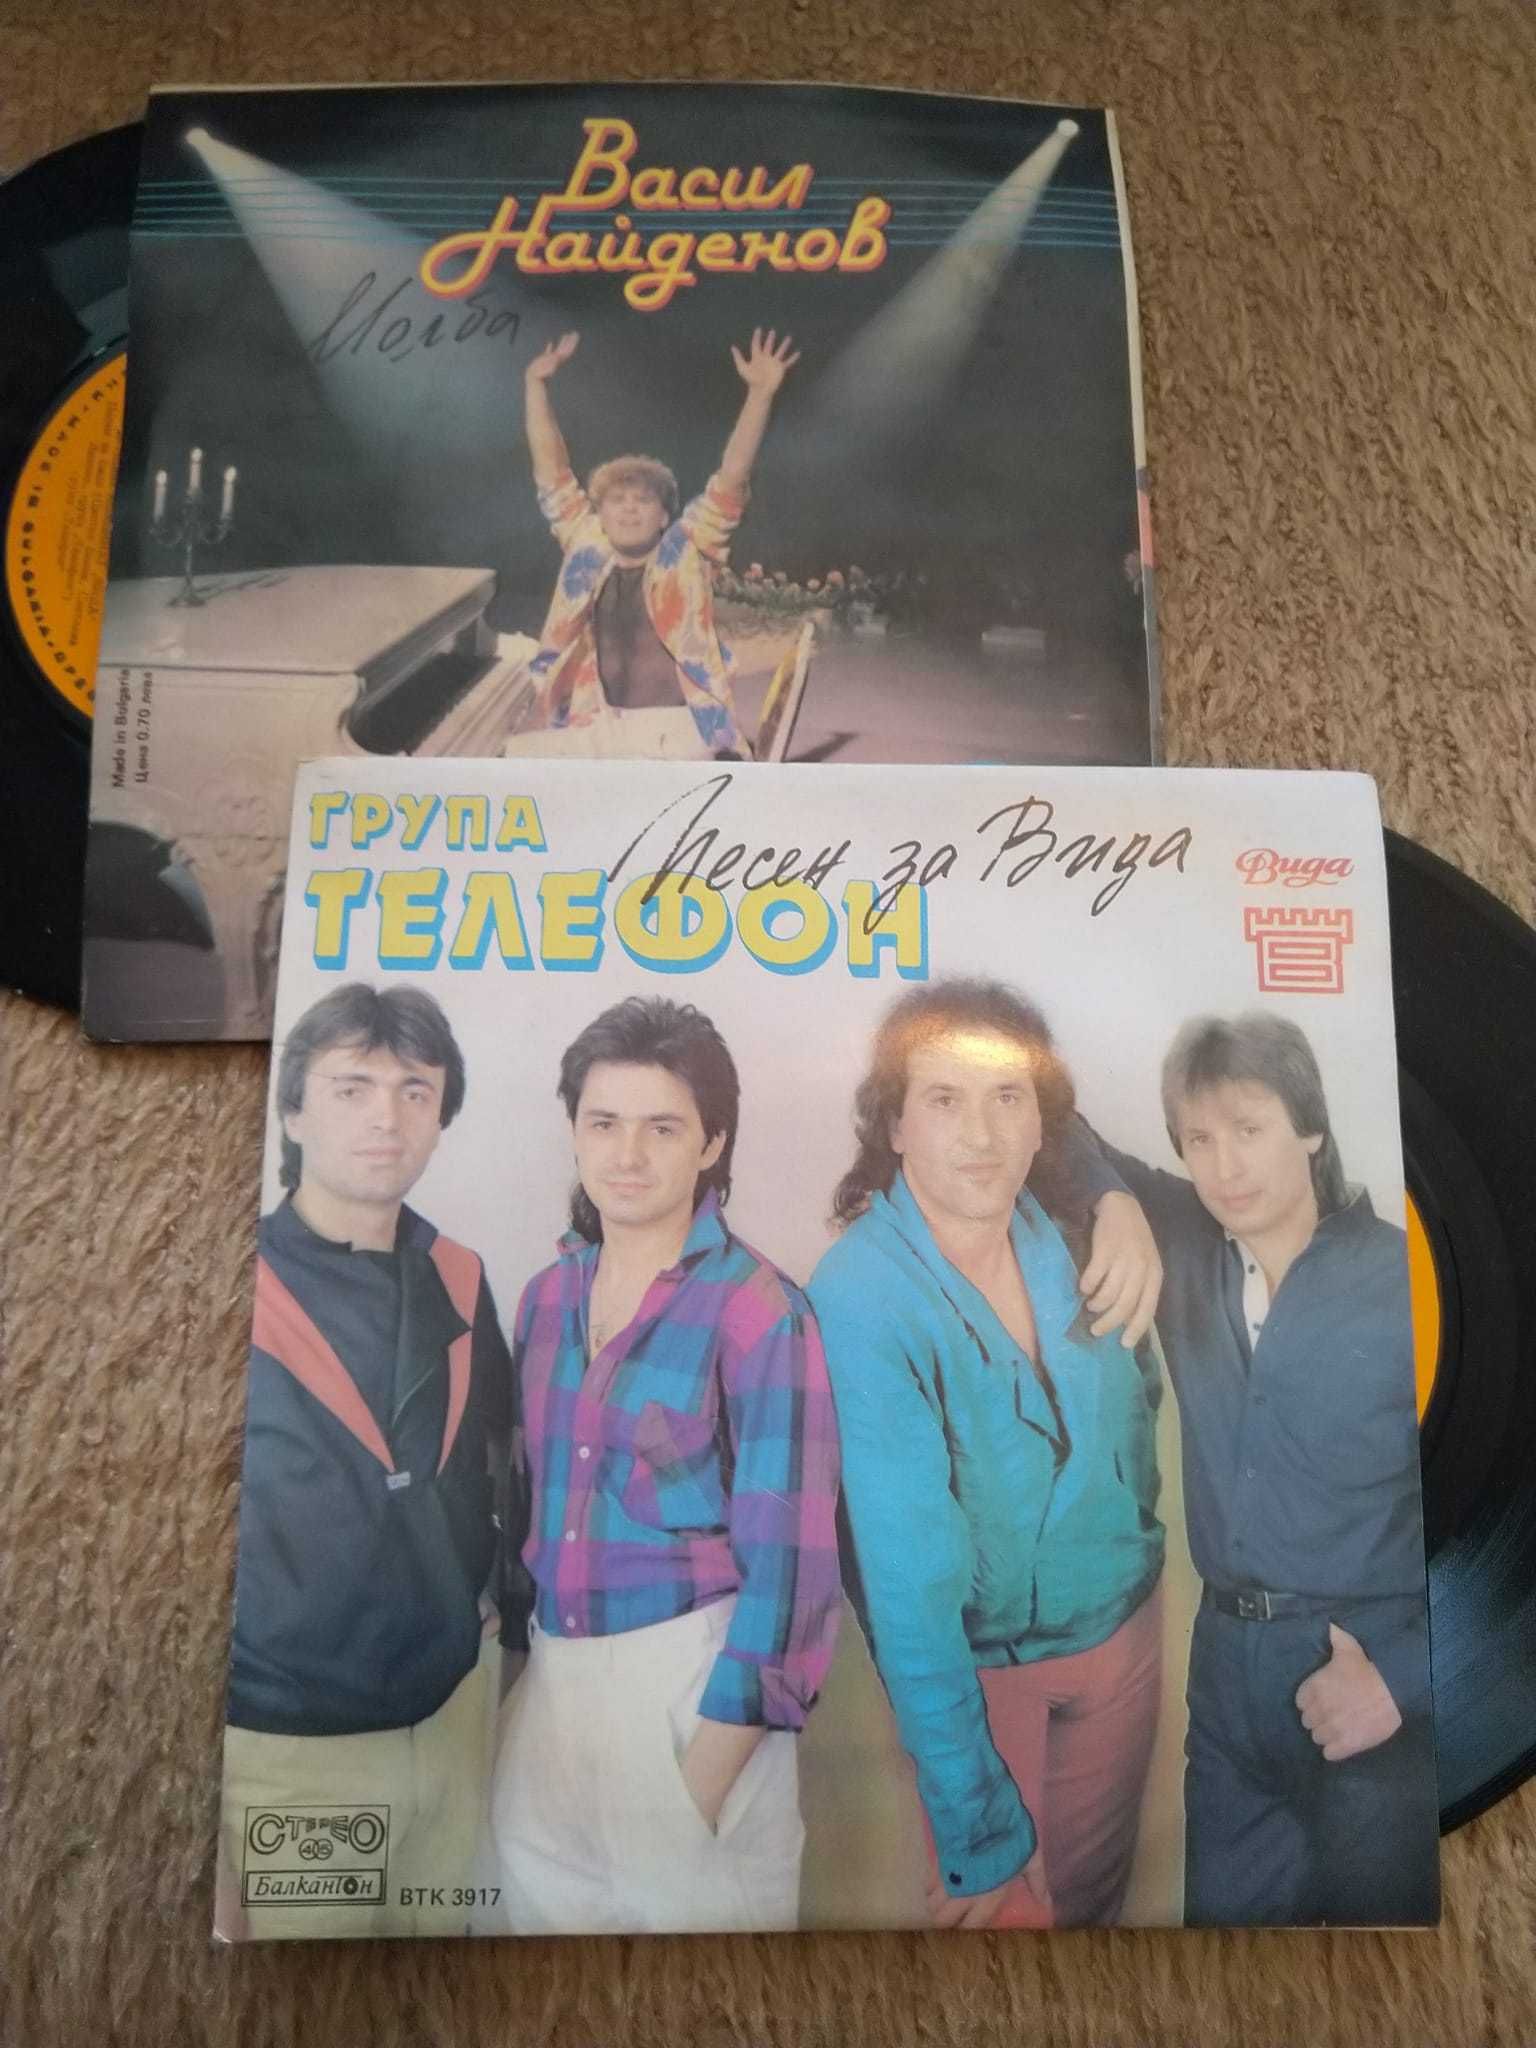 Васил
Найденов
Молба
Made in Bulgaria
Цена 0.70 лева
ГРУПА
ТЕЛЕФОН
Песен за Вида
Вида
В
СТЕРЕО
45
Балкантон
ВТК 3917